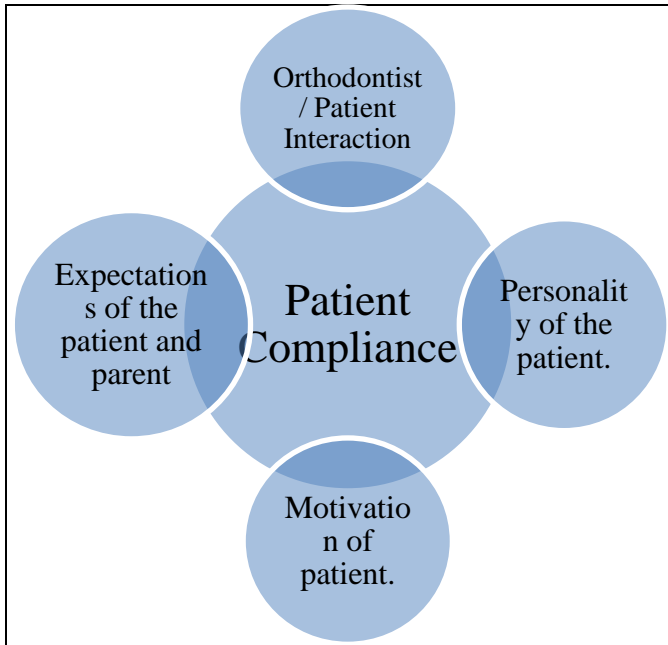 Orthodontist
/ Patient
Interaction
Expectation
s of the
patient and
parent
Patient
Compliance
Personalit
y of the
patient.
Motivatio
n of
patient.